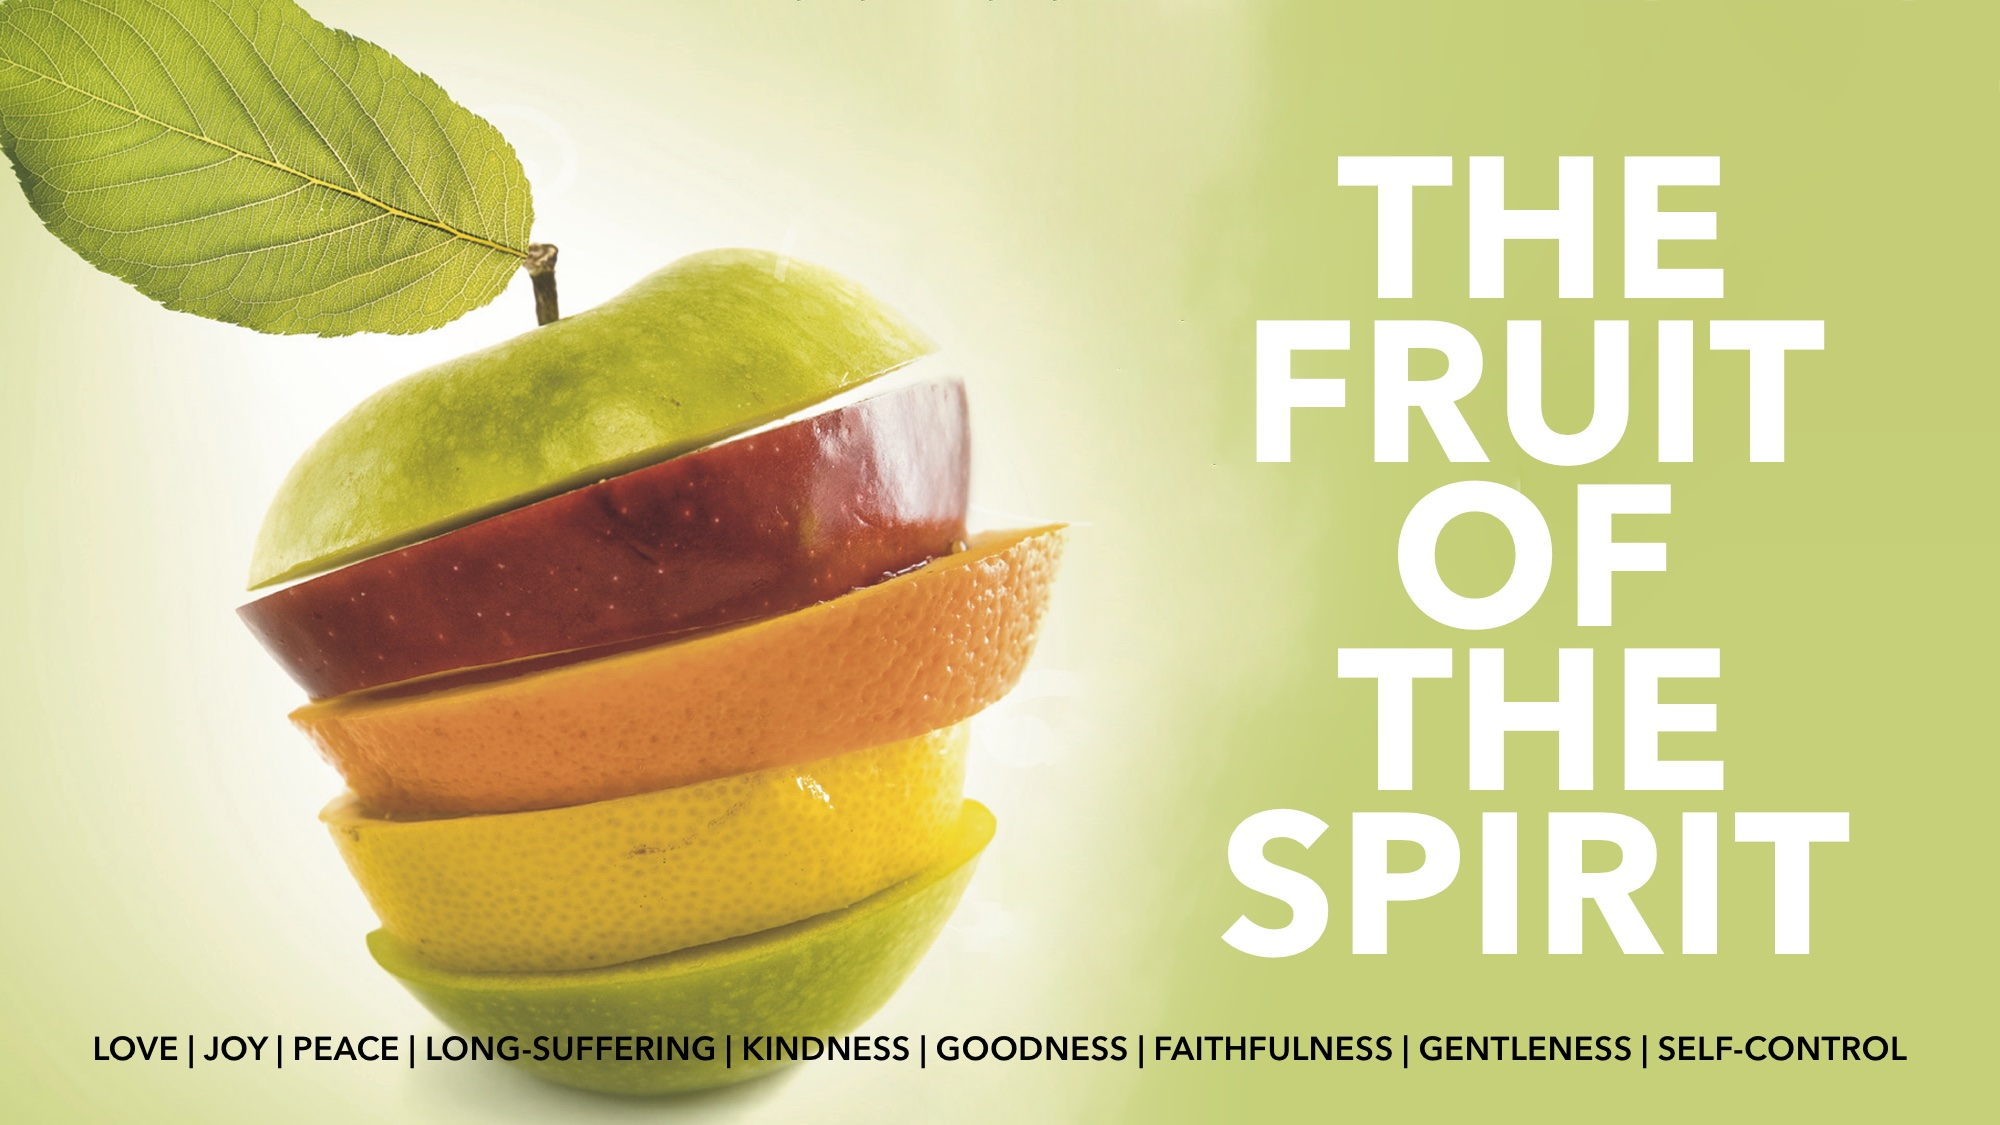 THE
FRUIT
OF
THE
SPIRIT
LOVE | JOY | PEACE | LONG-SUFFERING | KINDNESS | GOODNESS | FAITHFULNESS | GENTLENESS | SELF-CONTROL